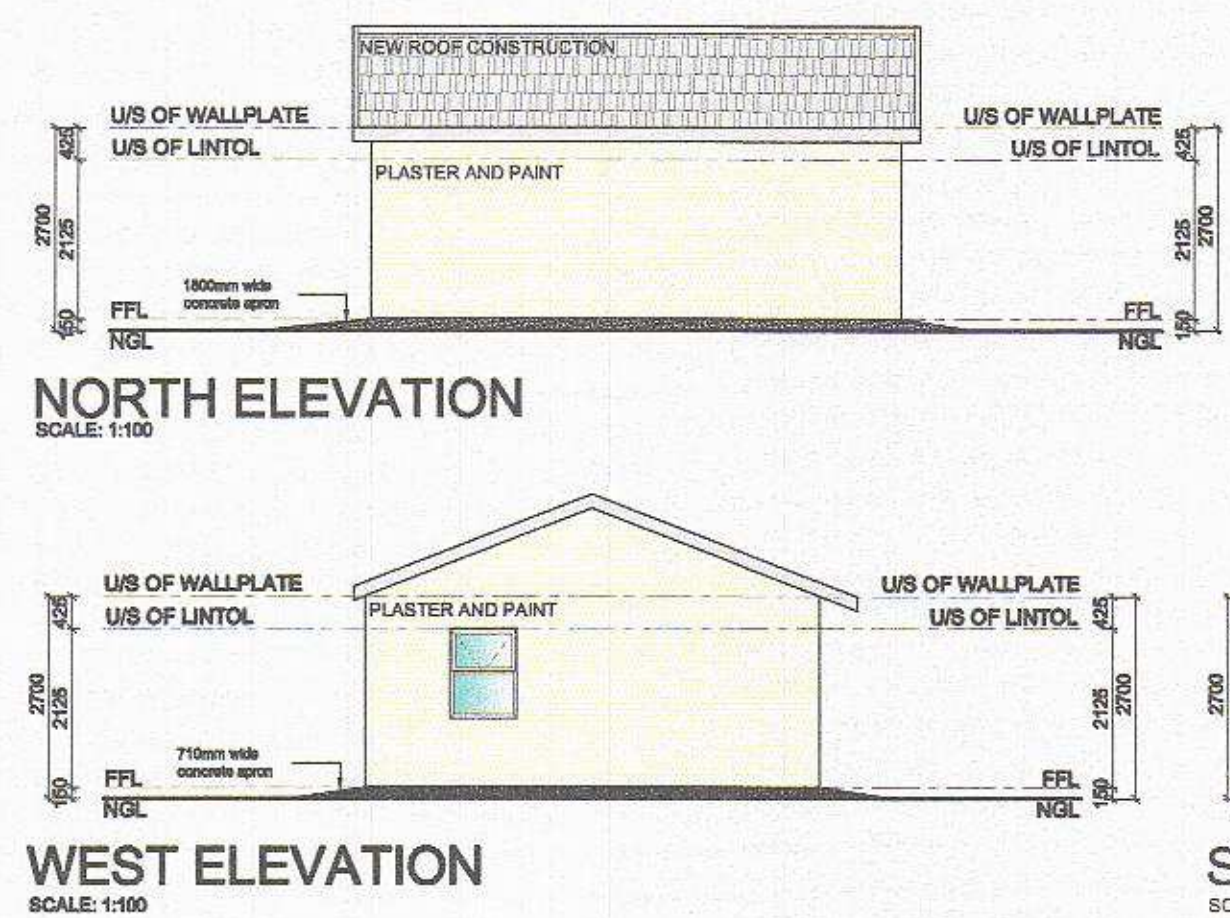 NEW ROOF CONSTRUCTION
U/S OF WALLPLATE
U/S OF WALLPLATE
425
U/S OF LINTOL
U/S OF LINTOL
425
PLASTER AND PAINT
2700
2125
2125
2700
1800mm wide
concrete apron
FFL
FFL
150
NGL
NGL
150
NORTH ELEVATION
SCALE: 1:100
U/S OF WALLPLATE
U/S OF WALLPLATE
425
U/S OF LINTOL
PLASTER AND PAINT
U/S OF LINTOL
425
2700
2125
2125
2700
2700
710mm wide
concrete apron
FFL
FFL
150
NGL
NGL
150
WEST ELEVATION
SCALE: 1:100
S
SC